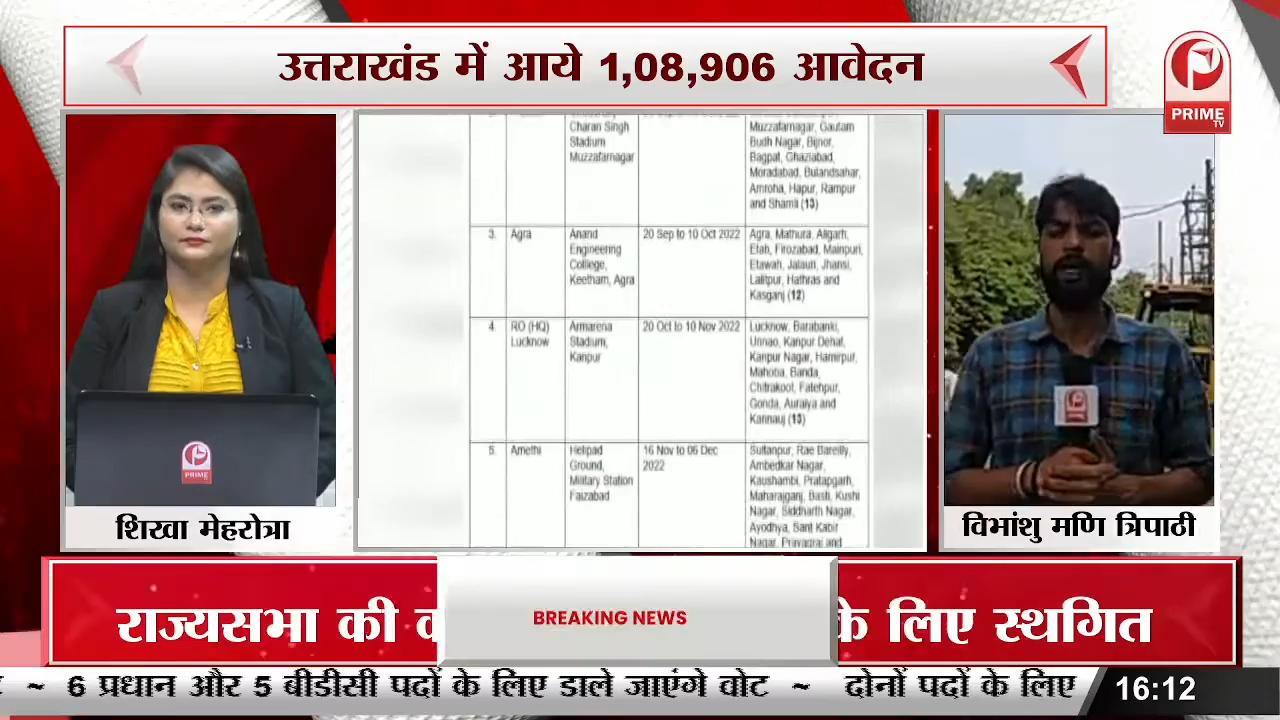 उत्तराखंड में आये 1,08,906 आवेदन
PRIME
TV
Charan Singh
Stadium
Muzzafarnagar
Muzzafarnagar, Gautam
Budh Nagar, Bijnor,
Bagpat, Ghaziabad,
Moradabad, Bulandsahar,
Amroha, Hapur, Rampur
and Shamli (13)
3. Agra
Anand
Engineering
College,
Keetham, Agra
20 Sep to 10 Oct 2022
Agra, Mathura, Aligarh,
Etah, Firozabad, Mainpuri,
Etawah, Jalaun, Jhansi,
Lalitpur, Hathras and
Kasganj (12)
4. RO (HQ)
Lucknow
Armarena
Stadium,
Kanpur
20 Oct to 10 Nov 2022
Lucknow, Barabanki,
Unnao, Kanpur Dehat,
Kanpur Nagar, Hamirpur,
Mahoba, Banda,
Chitrakoot, Fatehpur,
Gonda, Auraiya and
Kannauj (13)
5. Amethi
Helipad
Ground,
Military Station
Faizabad
16 Nov to 06 Dec
2022
Sultanpur, Rae Bareilly,
Ambedkar Nagar,
Kaushambi, Pratapgarh,
Maharajganj, Basti, Kushi
Nagar, Siddharth Nagar,
Ayodhya, Sant Kabir
Nagar, Prayagraj and
PRIME
शिखा मेहरोत्रा
विभांशु मणि त्रिपाठी
राज्यसभा की
BREAKING NEWS
के लिए स्थगित
~ 6 प्रधान और 5 बीडीसी पदों के लिए डाले जाएंगे वोट ~ दोनों पदों के लिए
16:12